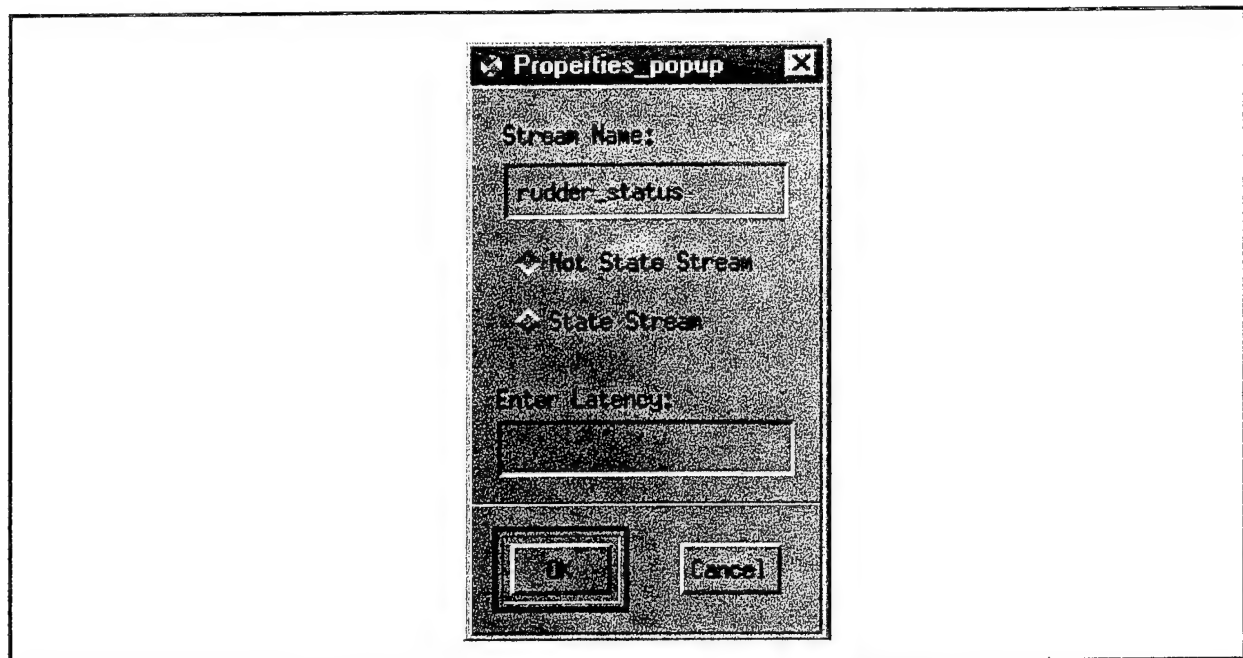 Properties_popup
Stream Name:
rudder_status
Not State Stream
State Stream
Enter Latency:
OK
Cancel